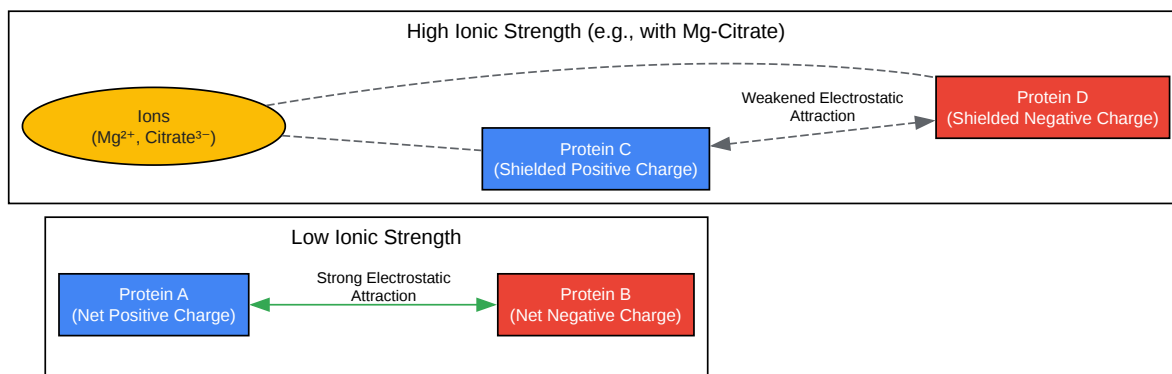 High Ionic Strength (e.g., with Mg-Citrate)
Ions
(Mg²⁺, Citrate³⁻)
Weakened Electrostatic
Attraction
Protein D
(Shielded Negative Charge)
Protein C
(Shielded Positive Charge)
Low Ionic Strength
Protein A
(Net Positive Charge)
Strong Electrostatic
Attraction
Protein B
(Net Negative Charge)